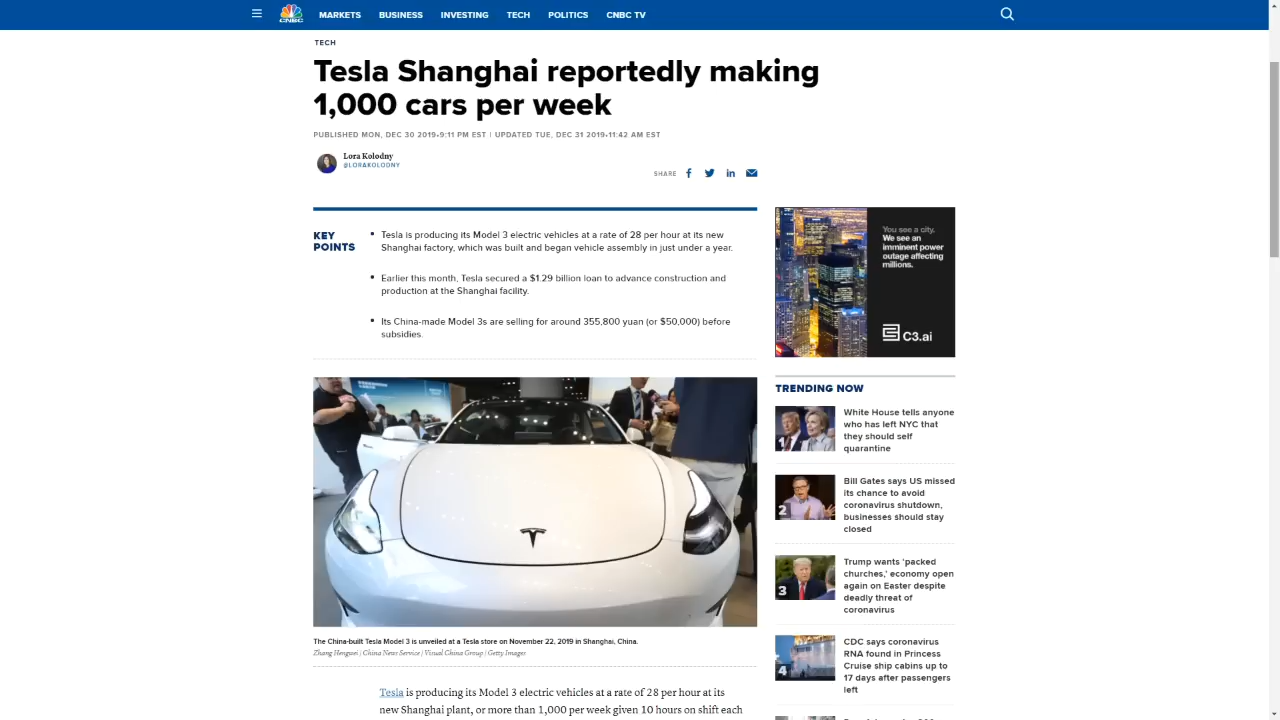 CNBC
MARKETS
BUSINESS
INVESTING
TECH
POLITICS
CNBC TV
TECH
Tesla Shanghai reportedly making
1,000 cars per week
PUBLISHED MON, DEC 30 2019•9:11 PM EST | UPDATED TUE, DEC 31 2019•11:42 AM EST
Lora Kolodny
@LORAKOLODNY
SHARE
KEY
POINTS
Tesla is producing its Model 3 electric vehicles at a rate of 28 per hour at its new
Shanghai factory, which was built and began vehicle assembly in just under a year.
Earlier this month, Tesla secured a $1.29 billion loan to advance construction and
production at the Shanghai facility.
Its China-made Model 3s are selling for around 355,800 yuan (or $50,000) before
subsidies.
The China-built Tesla Model 3 is unveiled at a Tesla store on November 22, 2019 in Shanghai, China.
Zhang Hengwei | China News Service | Visual China Group | Getty Images
Tesla is producing its Model 3 electric vehicles at a rate of 28 per hour at its
new Shanghai plant, or more than 1,000 per week given 10 hours on shift each
You see a city.
We see an
imminent power
outage affecting
millions.
C3.ai
TRENDING NOW
1
White House tells anyone
who has left NYC that
they should self
quarantine
2
Bill Gates says US missed
its chance to avoid
coronavirus shutdown,
businesses should stay
closed
3
Trump wants 'packed
churches,' economy open
again on Easter despite
deadly threat of
coronavirus
4
CDC says coronavirus
RNA found in Princess
Cruise ship cabins up to
17 days after passengers
left